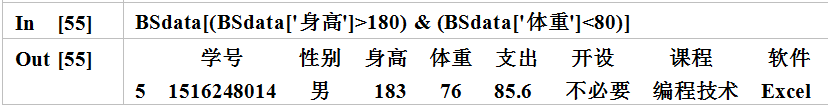 In [55] BSdata[(BSdata['身高']>180) & (BSdata['体重']<80)]
Out [55] 学号 性别 身高 体重 支出 开设 课程 软件
5 1516248014 男 183 76 85.6 不必要 编程技术 Excel